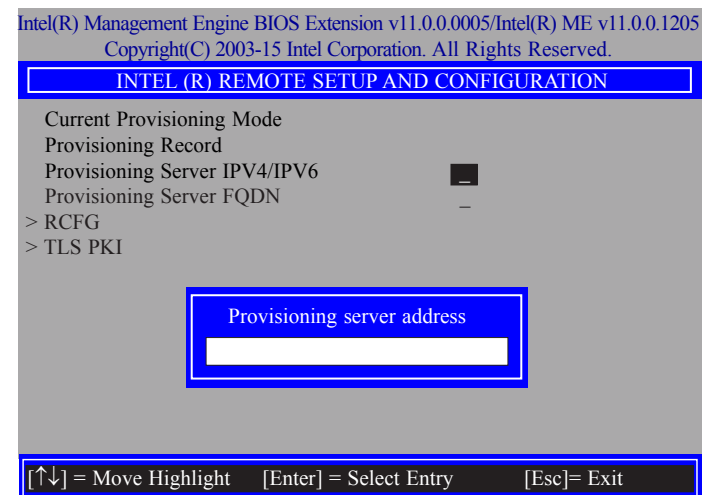 Intel(R) Management Engine BIOS Extension v11.0.0.0005/Intel(R) ME v11.0.0.1205
Copyright(C) 2003-15 Intel Corporation. All Rights Reserved.
INTEL (R) REMOTE SETUP AND CONFIGURATION
Current Provisioning Mode
Provisioning Record
Provisioning Server IPV4/IPV6 _
Provisioning Server FQDN _
> RCFG
> TLS PKI
Provisioning server address
[↑↓] = Move Highlight [Enter] = Select Entry [Esc]= Exit